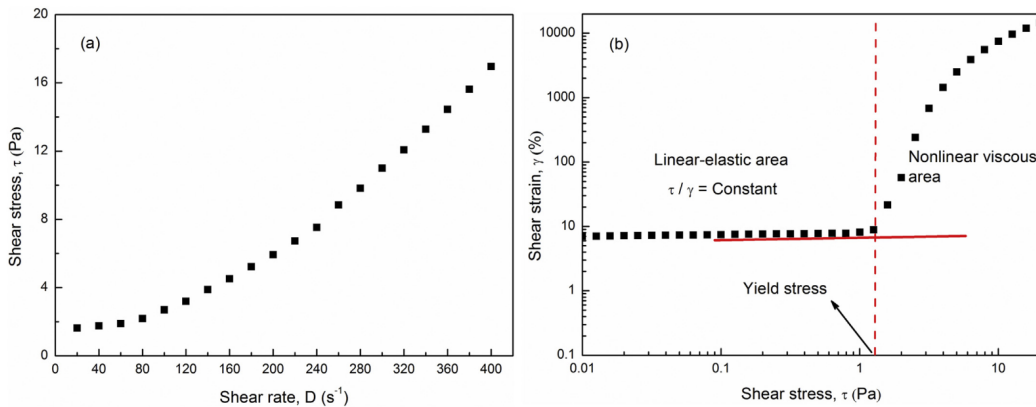 (a)
20
16
12
8
4
0
Shear stress, τ (Pa)
40 80 120 160 200 240 280 320 360 400
Shear rate, D (s⁻¹)
(b)
10000
1000
100
10
1
0.1
Shear strain, γ (%)
Linear-elastic area
τ / γ = Constant
Nonlinear viscous
area
Yield stress
0.01 0.1 1 10
Shear stress, τ (Pa)